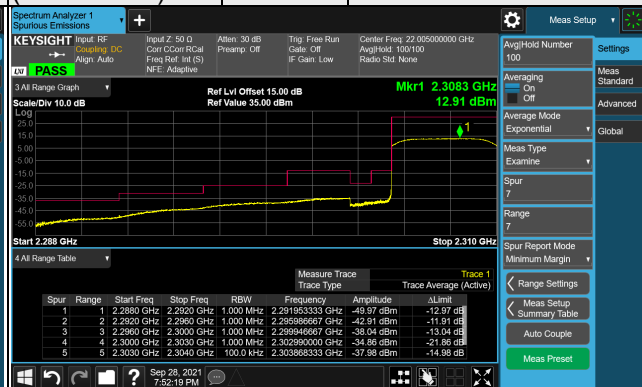 Spectrum Analyzer 1
Spurious Emissions
Meas Setup
KEYSIGHT
Input: RF
Coupling: DC
Align: Auto
Input Z: 50 Ω
Corr CCorr RCal
Freq Ref: Int (S)
NFE: Adaptive
Atten: 30 dB
Preamp: Off
Trig: Free Run
Gate: Off
IF Gain: Low
Center Freq: 22.005000000 GHz
Avg|Hold: 100/100
Radio Std: None
LXI PASS
3 All Range Graph
Scale/Div 10.0 dB
Ref Lvl Offset 15.00 dB
Ref Value 35.00 dBm
Mkr1 2.3083 GHz
12.91 dBm
Log
25.0
15.0
5.00
-5.00
-15.0
-25.0
-35.0
-45.0
-55.0
1
Start 2.288 GHz
Stop 2.310 GHz
4 All Range Table
Measure Trace Trace 1
Trace Type Trace Average (Active)
Spur Range Start Freq Stop Freq RBW Frequency Amplitude ΔLimit
1 1 2.2880 GHz 2.2920 GHz 1.000 MHz 2.291953333 GHz -49.97 dBm -12.97 dB
2 2 2.2920 GHz 2.2960 GHz 1.000 MHz 2.295986667 GHz -42.91 dBm -11.91 dB
3 3 2.2960 GHz 2.3000 GHz 1.000 MHz 2.299946667 GHz -38.04 dBm -13.04 dB
4 4 2.3000 GHz 2.3030 GHz 1.000 MHz 2.302990000 GHz -34.86 dBm -21.86 dB
5 5 2.3030 GHz 2.3040 GHz 100.0 kHz 2.303868333 GHz -37.98 dBm -14.98 dB
Sep 28, 2021
7:52:19 PM
Avg|Hold Number
100
Averaging
On
Off
Average Mode
Exponential
Meas Type
Examine
Spur
7
Range
7
Spur Report Mode
Minimum Margin
Range Settings
Meas Setup
Summary Table
Auto Couple
Meas Preset
Settings
Meas
Standard
Advanced
Global